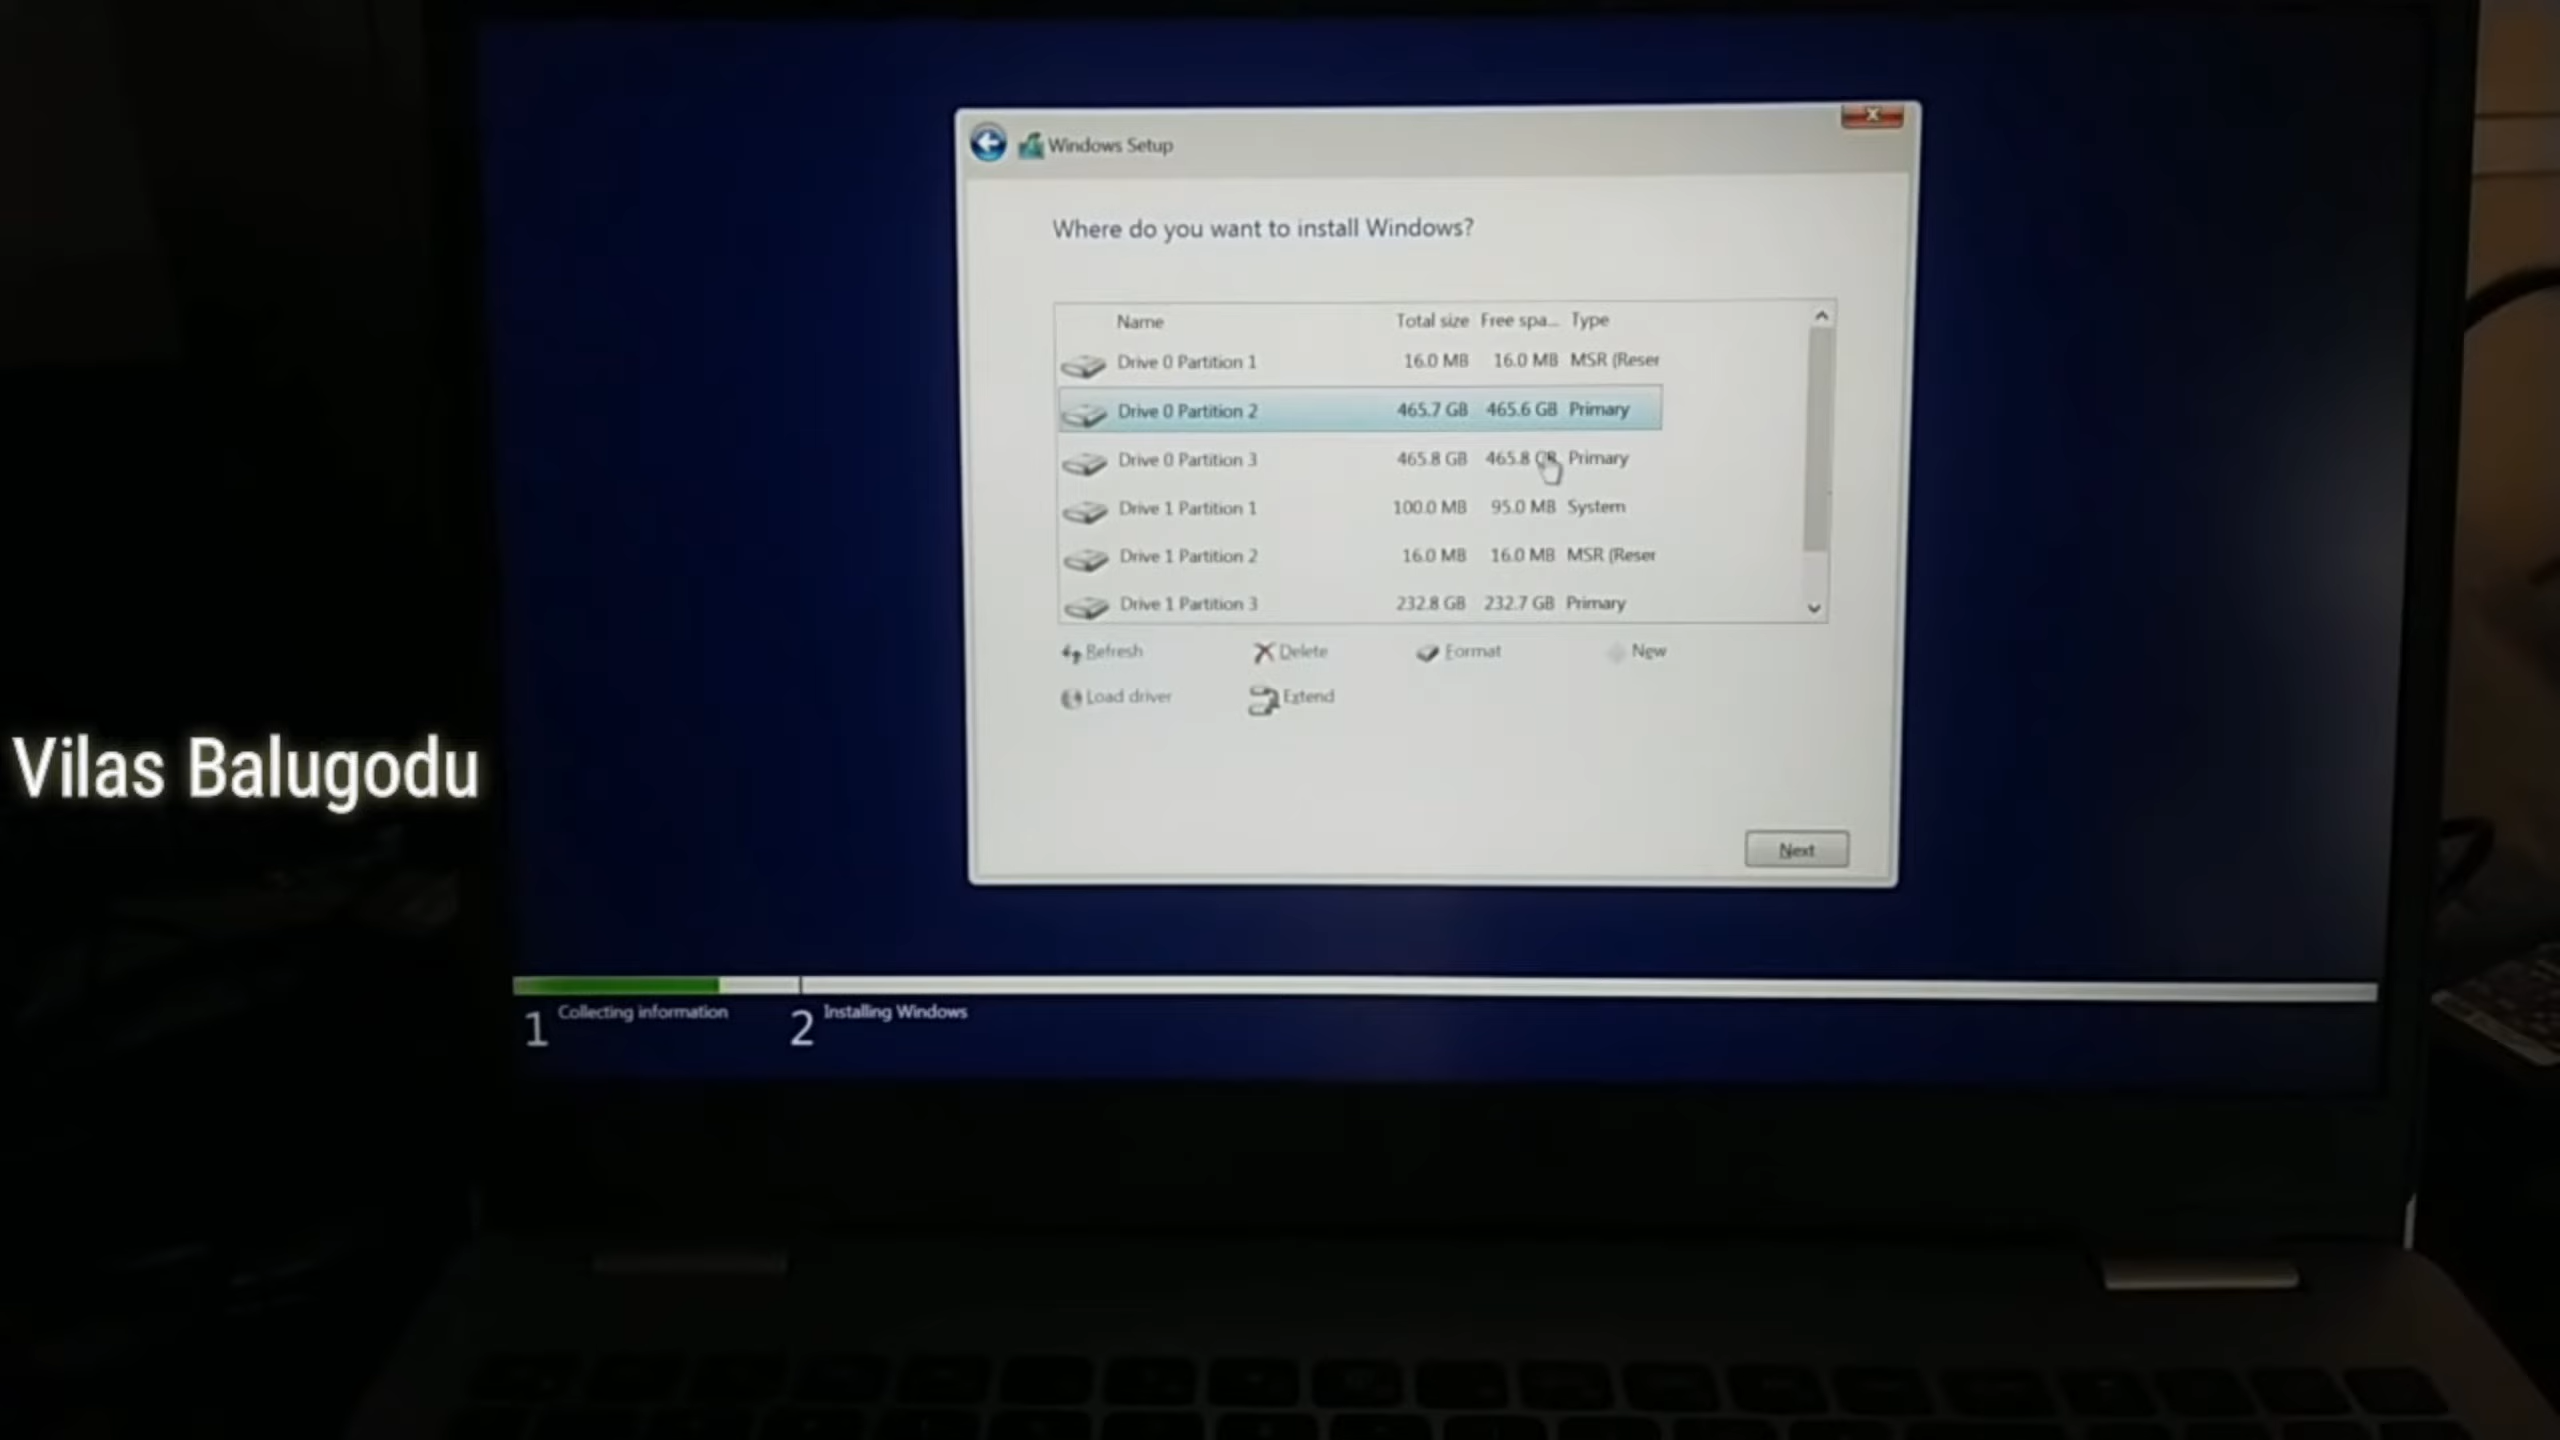 Windows Setup
Where do you want to install Windows?
Name Total size Free spa... Type
Drive 0 Partition 1 16.0 MB 16.0 MB MSR (Reser
Drive 0 Partition 2 465.7 GB 465.6 GB Primary
Drive 0 Partition 3 465.8 GB 465.8 GB Primary
Drive 1 Partition 1 100.0 MB 95.0 MB System
Drive 1 Partition 2 16.0 MB 16.0 MB MSR (Reser
Drive 1 Partition 3 232.8 GB 232.7 GB Primary
Refresh Delete Format New
Load driver Extend
Vilas Balugodu
Next
1 Collecting information 2 Installing Windows